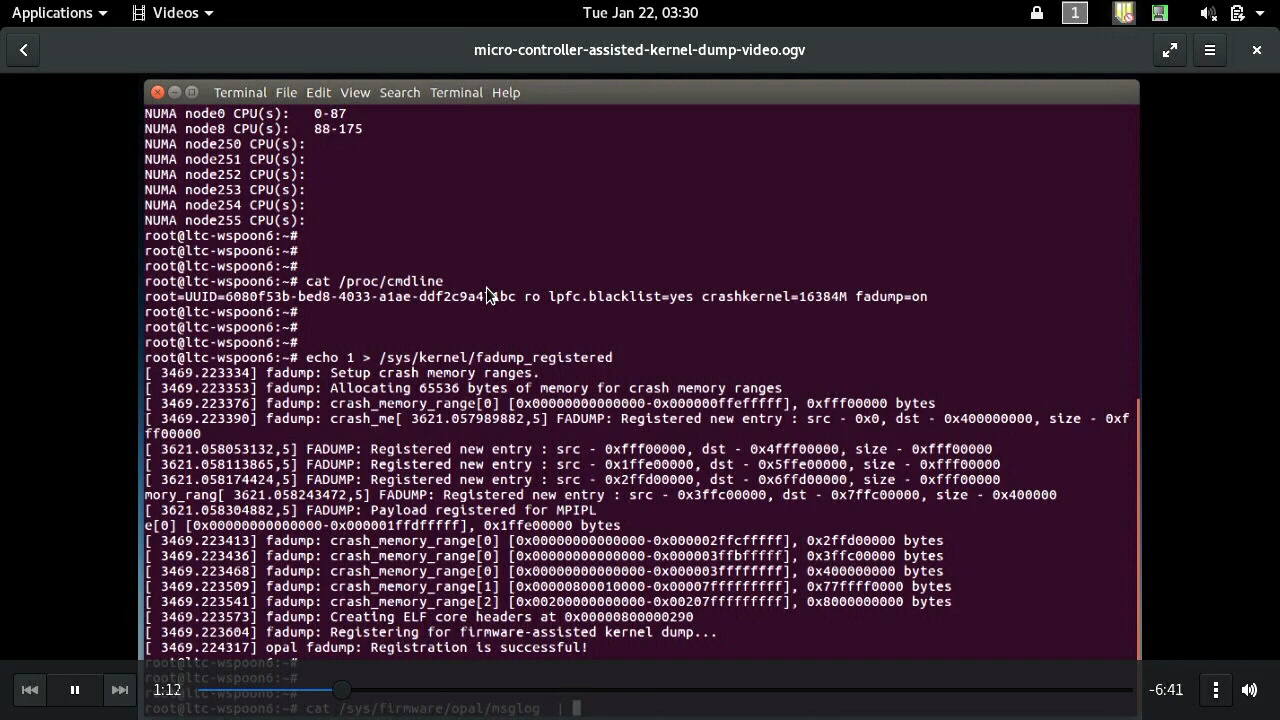 Applications Videos Tue Jan 22, 03:30 1
micro-controller-assisted-kernel-dump-video.ogv
Terminal File Edit View Search Terminal Help
NUMA node0 CPU(s): 0-87
NUMA node8 CPU(s): 88-175
NUMA node250 CPU(s):
NUMA node251 CPU(s):
NUMA node252 CPU(s):
NUMA node253 CPU(s):
NUMA node254 CPU(s):
NUMA node255 CPU(s):
root@ltc-wspoon6:~#
root@ltc-wspoon6:~#
root@ltc-wspoon6:~#
root@ltc-wspoon6:~# cat /proc/cmdline
ro lpfc.blacklist=yes crashkernel=16384M fadump=on
root@ltc-wspoon6:~#
root@ltc-wspoon6:~#
root@ltc-wspoon6:~# echo 1 > /sys/kernel/fadump_registered
[ 3469.223334] fadump: Setup crash memory ranges.
[ 3469.223353] fadump: Allocating 65536 bytes of memory for crash memory ranges
[ 3469.223376] fadump: crash_memory_range[0] [0x00000000000000-0x000000ffefffff], 0xfff00000 bytes
[ 3469.223390] fadump: crash_me[ 3621.057989882,5] FADUMP: Registered new entry : src - 0x0, dst - 0x400000000, size - 0xf
ff00000
[ 3621.058053132,5] FADUMP: Registered new entry : src - 0xfff00000, dst - 0x4fff00000, size - 0xfff00000
[ 3621.058113865,5] FADUMP: Registered new entry : src - 0x1ffe00000, dst - 0x5ffe00000, size - 0xfff00000
[ 3621.058174424,5] FADUMP: Registered new entry : src - 0x2ffd00000, dst - 0x6ffd00000, size - 0xfff00000
mory_rang[ 3621.058243472,5] FADUMP: Registered new entry : src - 0x3ffc00000, dst - 0x7ffc00000, size - 0x400000
[ 3621.058304882,5] FADUMP: Payload registered for MPIPL
e[0] [0x00000000000000-0x000001ffdfffff], 0x1ffe00000 bytes
[ 3469.223413] fadump: crash_memory_range[0] [0x00000000000000-0x000002ffcfffff], 0x2ffd00000 bytes
[ 3469.223436] fadump: crash_memory_range[0] [0x00000000000000-0x000003ffbfffff], 0x3ffc00000 bytes
[ 3469.223468] fadump: crash_memory_range[0] [0x00000000000000-0x000003ffffffff], 0x400000000 bytes
[ 3469.223509] fadump: crash_memory_range[1] [0x00000800010000-0x00007fffffffff], 0x77ffff0000 bytes
[ 3469.223541] fadump: crash_memory_range[2] [0x00200000000000-0x00207fffffffff], 0x8000000000 bytes
[ 3469.223573] fadump: Creating ELF core headers at 0x00000800000290
[ 3469.223604] fadump: Registering for firmware-assisted kernel dump...
[ 3469.224317] opal fadump: Registration is successful!
root@ltc-wspoon6:~#
root@ltc-wspoon6:~#
root@ltc-wspoon6:~#
root@ltc-wspoon6:~# cat /sys/firmware/opal/msglog |
1:12 -6:41